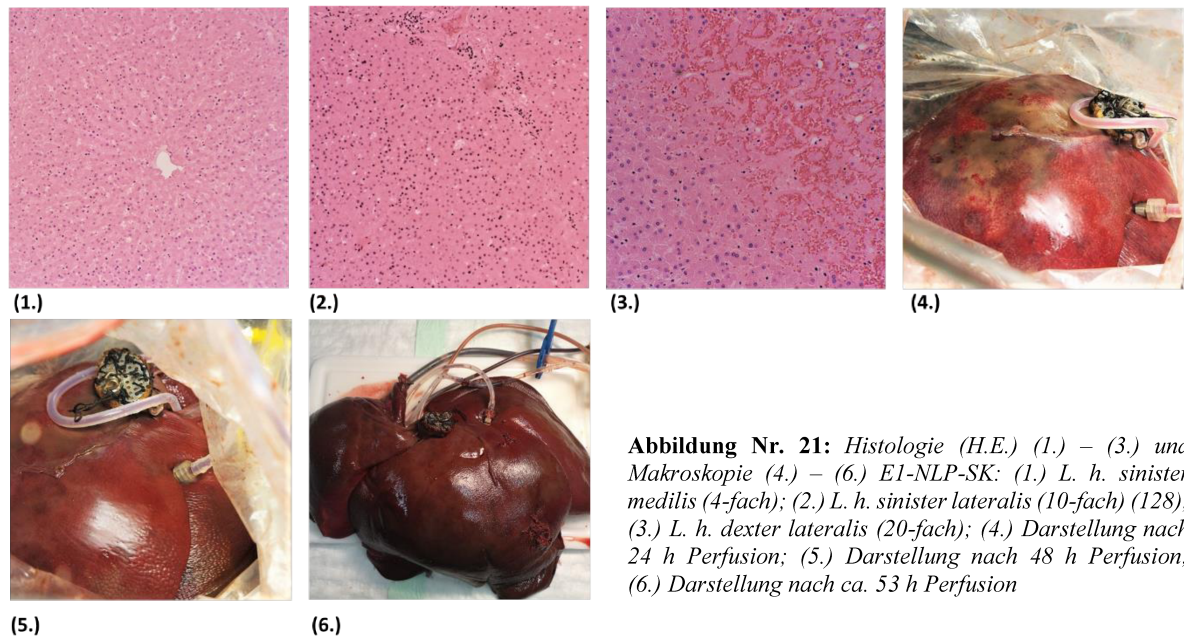 (1.)
(2.)
(3.)
(4.)
(5.)
(6.)
Abbildung Nr. 21: Histologie (H.E.) (1.) – (3.) und
Makroskopie (4.) – (6.) E1-NLP-SK: (1.) L. h. sinister
medilis (4-fach); (2.) L. h. sinister lateralis (10-fach) (128);
(3.) L. h. dexter lateralis (20-fach); (4.) Darstellung nach
24 h Perfusion; (5.) Darstellung nach 48 h Perfusion;
(6.) Darstellung nach ca. 53 h Perfusion